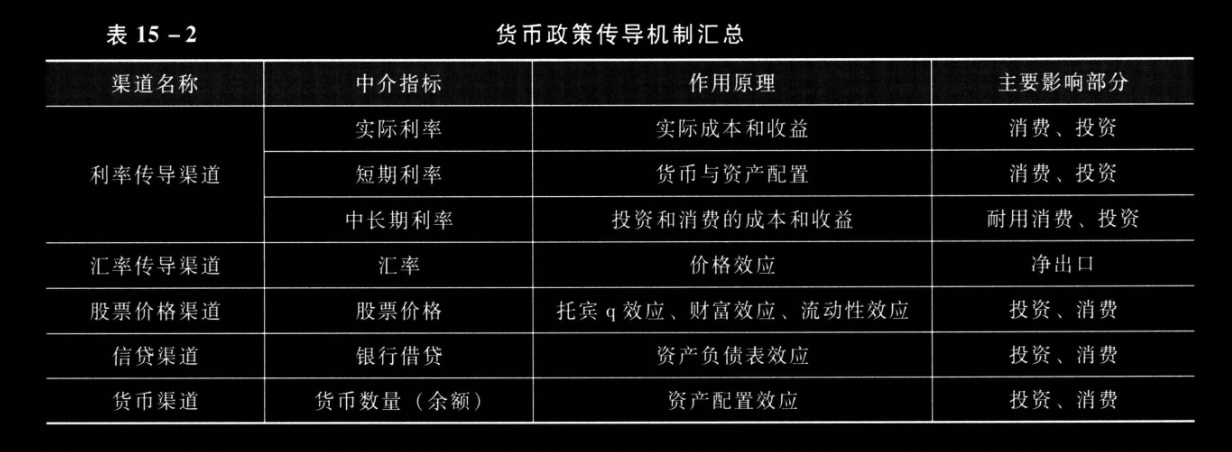 表 15-2 货币政策传导机制汇总
渠道名称 中介指标 作用原理 主要影响部分
利率传导渠道 实际利率 实际成本和收益 消费、投资
短期利率 货币与资产配置 消费、投资
中长期利率 投资和消费的成本和收益 耐用消费、投资
汇率传导渠道 汇率 价格效应 净出口
股票价格渠道 股票价格 托宾 q 效应、财富效应、流动性效应 投资、消费
信贷渠道 银行借贷 资产负债表效应 投资、消费
货币渠道 货币数量（余额） 资产配置效应 投资、消费